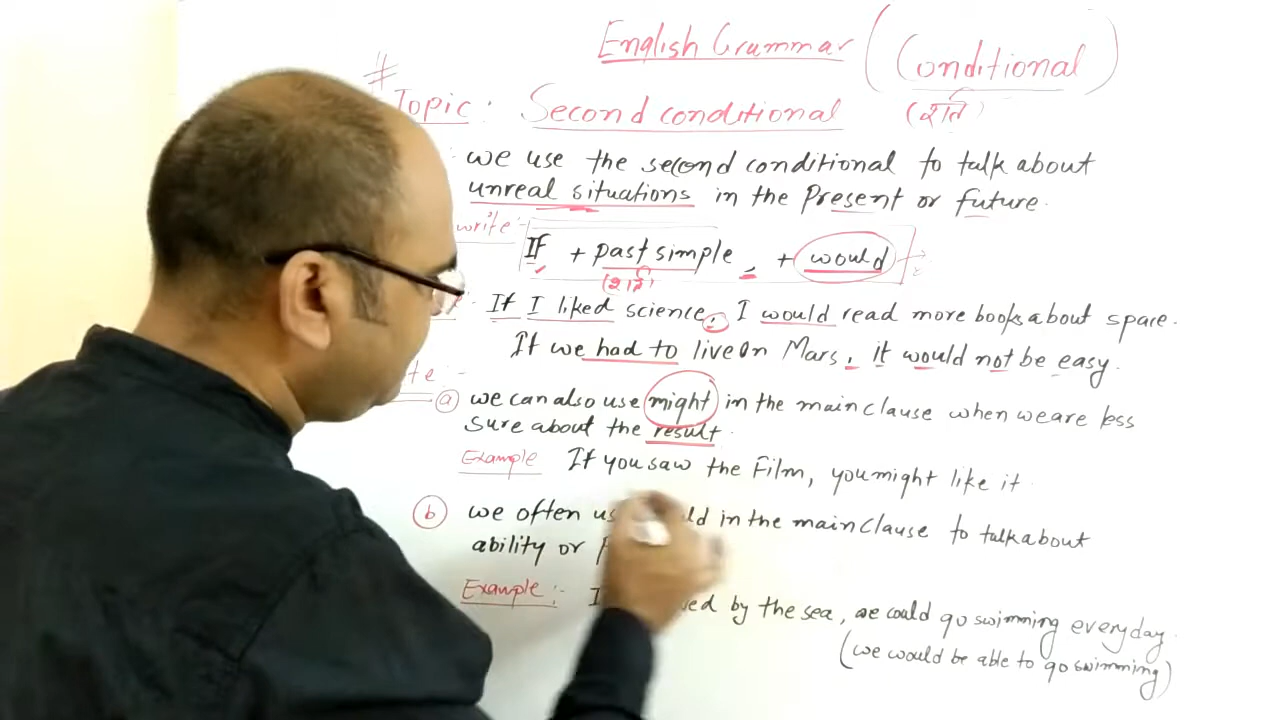 English Grammar (Conditional)
# Topic: Second conditional (शर्त)
we use the second conditional to talk about
unreal situations in the Present or future.
write:-
If + past simple, + would
(शर्त)
If I liked science, I would read more books about space.
If we had to live on Mars, it would not be easy.
(a) we can also use might in the main clause when we are less
sure about the result.
Example If you saw the Film, you might like it
(b) we often in the main clause to talk about
ability or
Example:- by the sea, we could go swimming everyday.
(we would be able to go swimming)